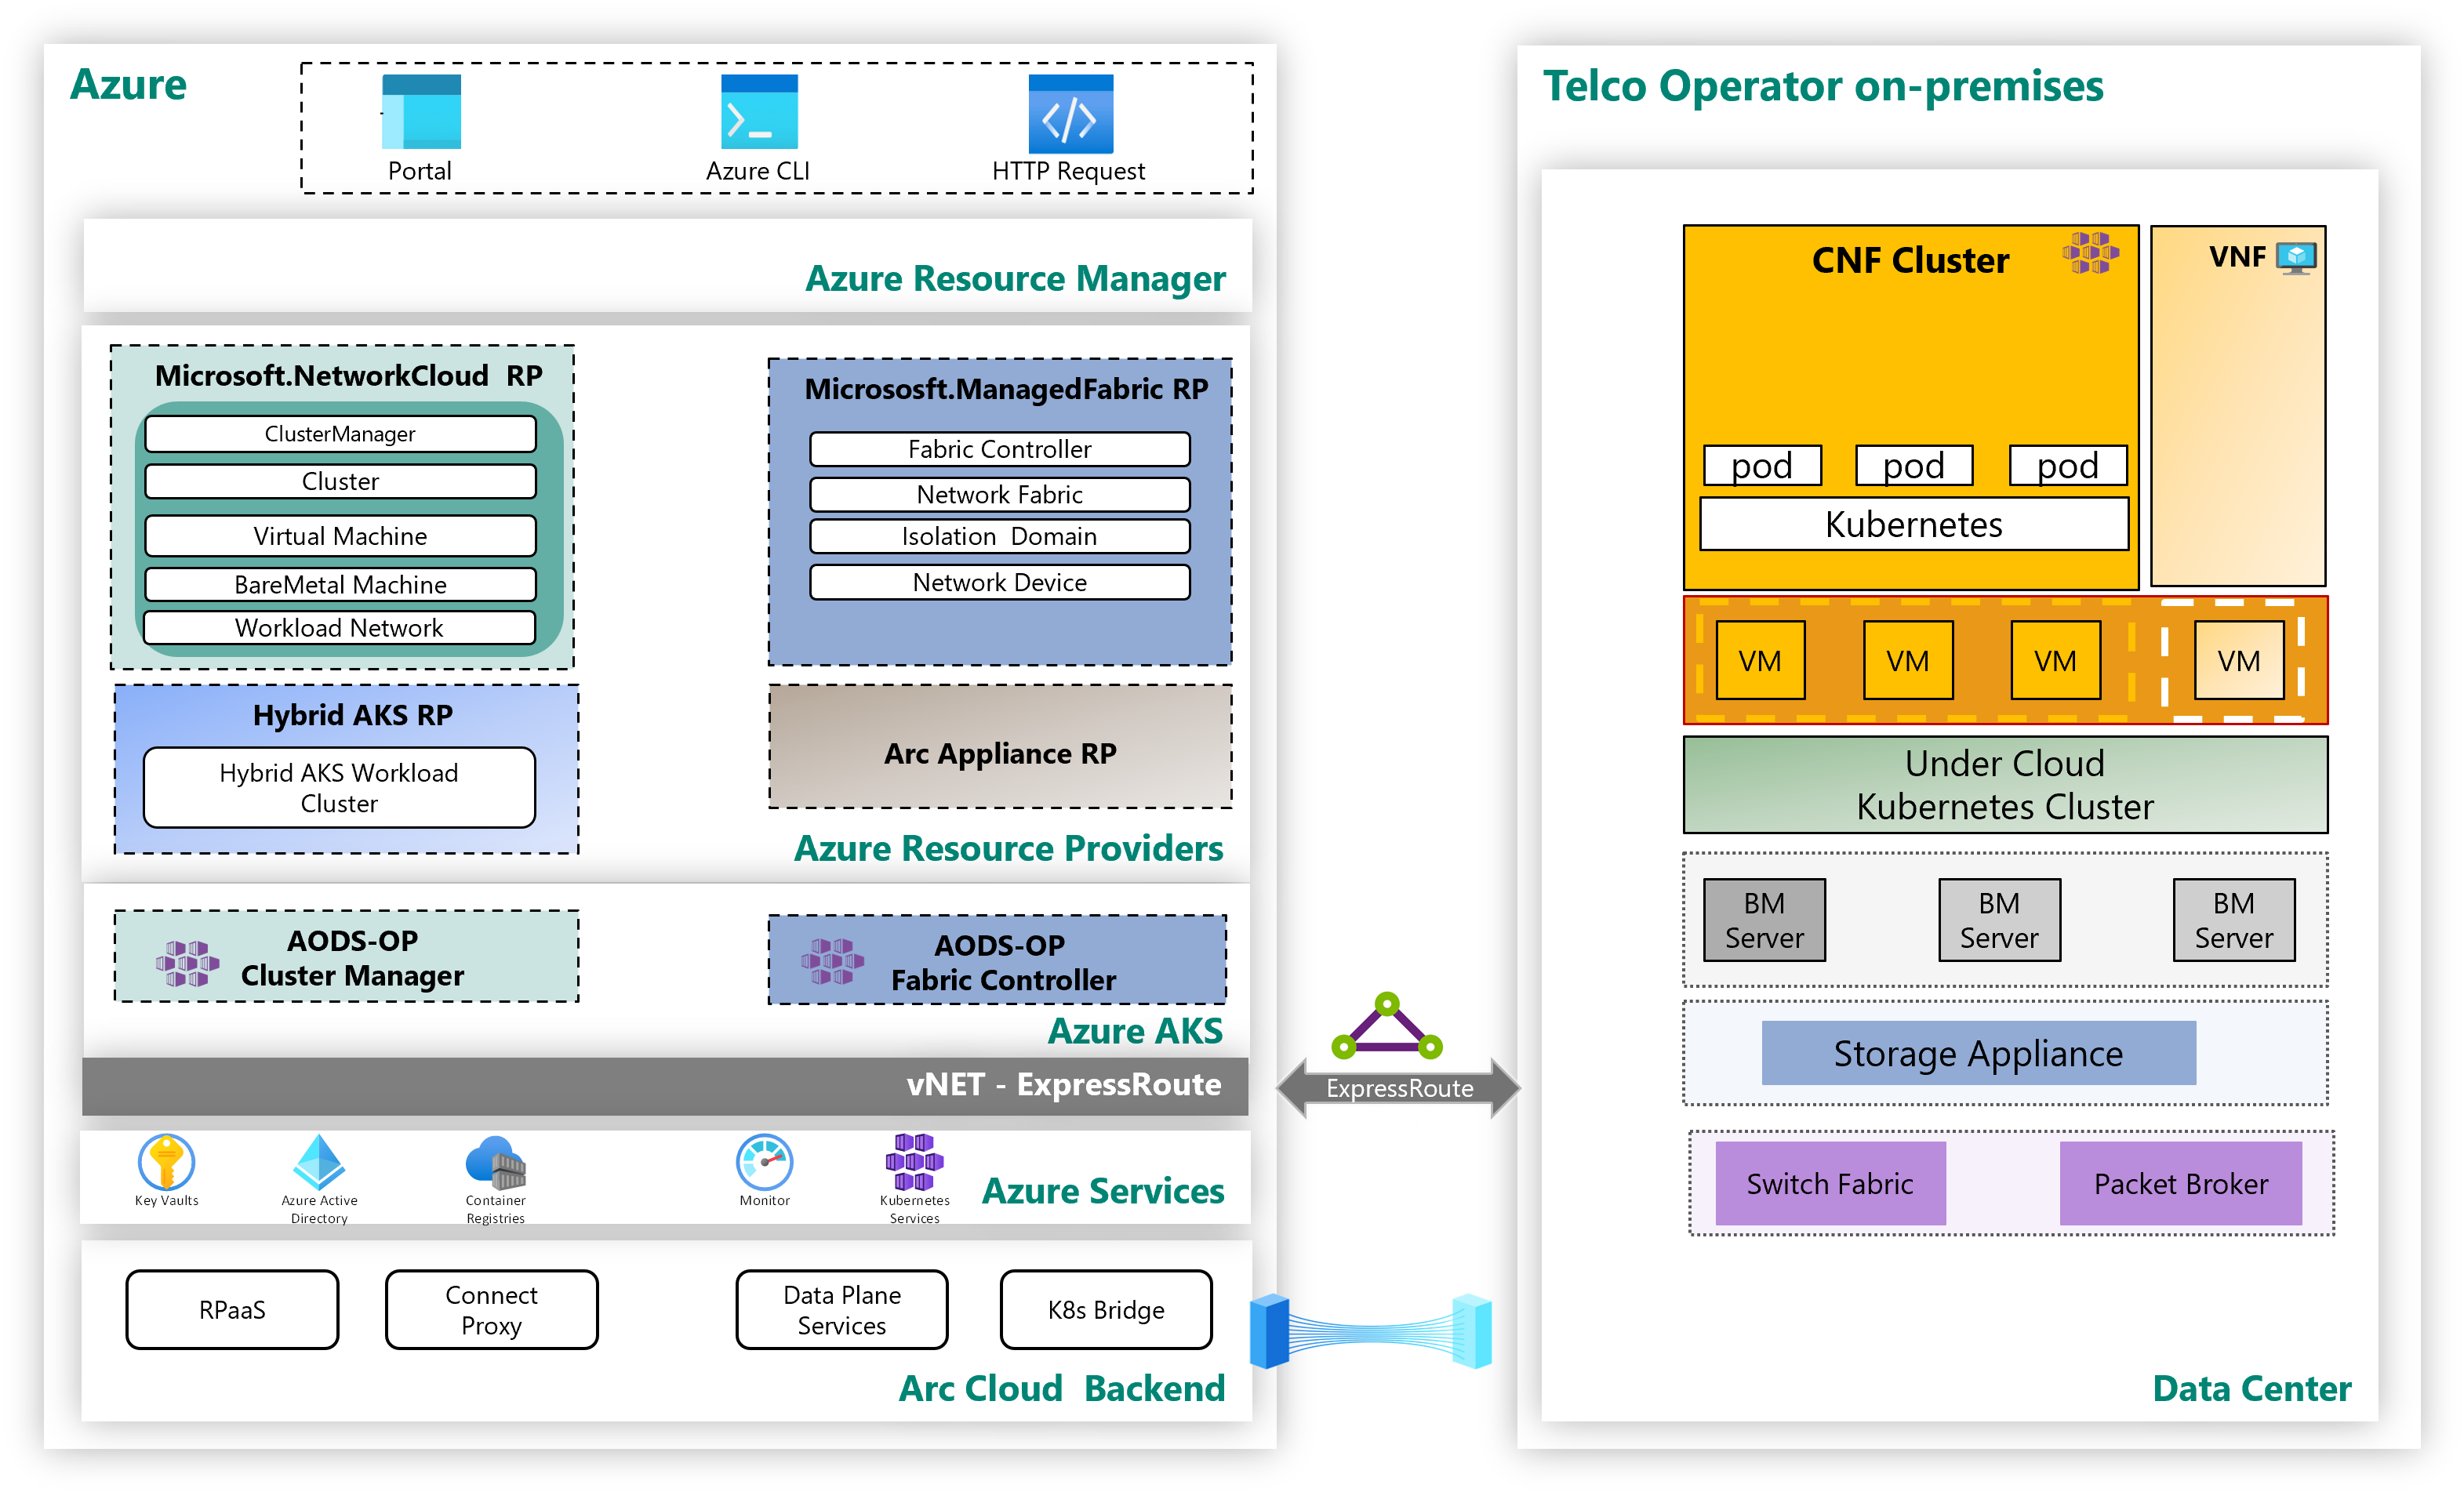 Azure
Portal
Azure CLI
HTTP Request
Azure Resource Manager
Microsoft.NetworkCloud  RP
ClusterManager
Cluster
Virtual Machine
BareMetal Machine
Workload Network
Micrososft.ManagedFabric RP
Fabric Controller
Network Fabric
Isolation  Domain
Network Device
Hybrid AKS RP
Hybrid AKS Workload
Cluster
Arc Appliance RP
Azure Resource Providers
AODS-OP
Cluster Manager
AODS-OP
Fabric Controller
Azure AKS
vNET - ExpressRoute
Key Vaults
Azure Active
Directory
Container
Registries
Monitor
Kubernetes
Services
Azure Services
RPaaS
Connect
Proxy
Data Plane
Services
K8s Bridge
Arc Cloud  Backend
ExpressRoute
Telco Operator on-premises
CNF Cluster
VNF
pod
pod
pod
Kubernetes
VM
VM
VM
VM
Under Cloud
Kubernetes Cluster
BM
Server
BM
Server
BM
Server
Storage Appliance
Switch Fabric
Packet Broker
Data Center